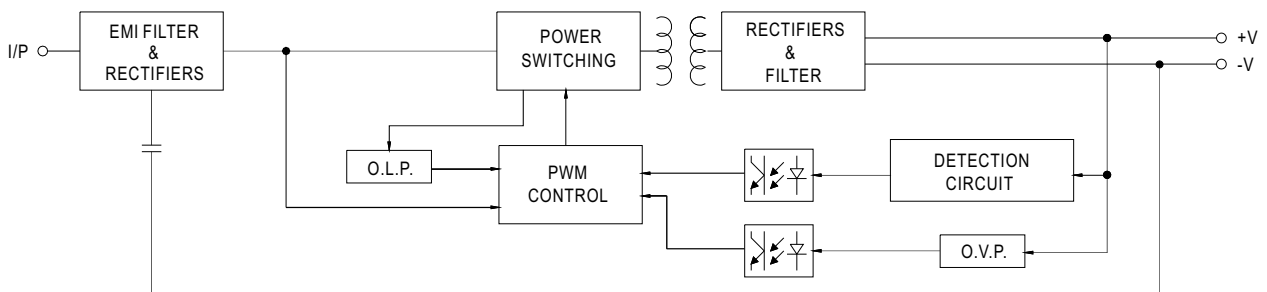 I/P
EMI FILTER
&
RECTIFIERS
POWER
SWITCHING
RECTIFIERS
&
FILTER
+V
-V
O.L.P.
PWM
CONTROL
DETECTION
CIRCUIT
O.V.P.